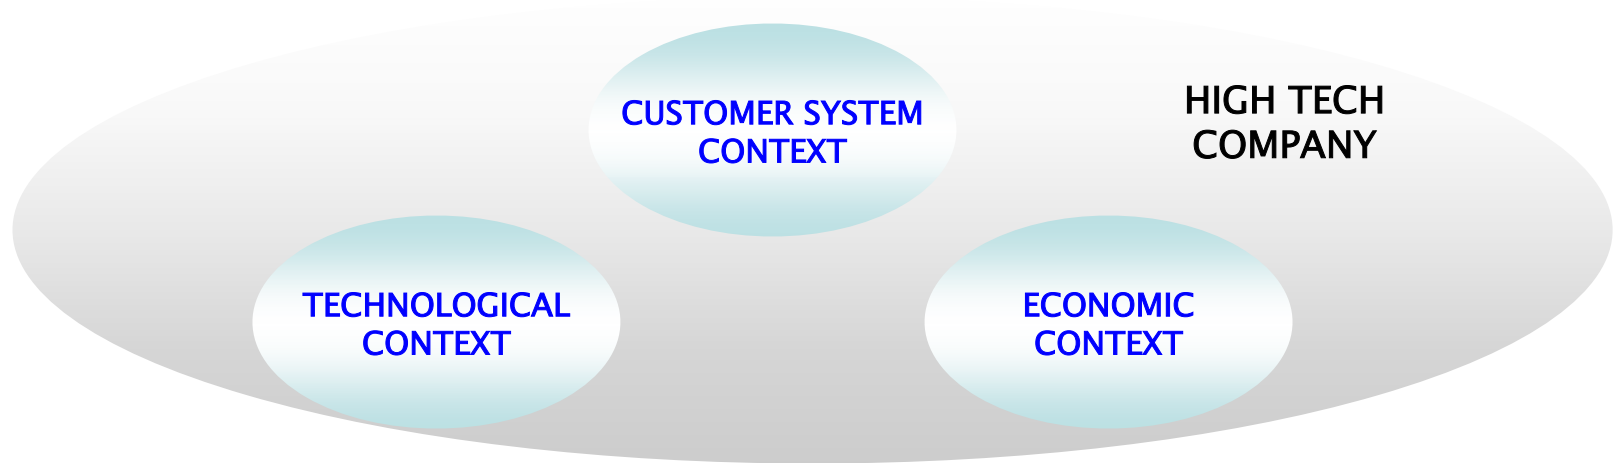 CUSTOMER SYSTEM
CONTEXT
HIGH TECH
COMPANY
TECHNOLOGICAL
CONTEXT
ECONOMIC
CONTEXT